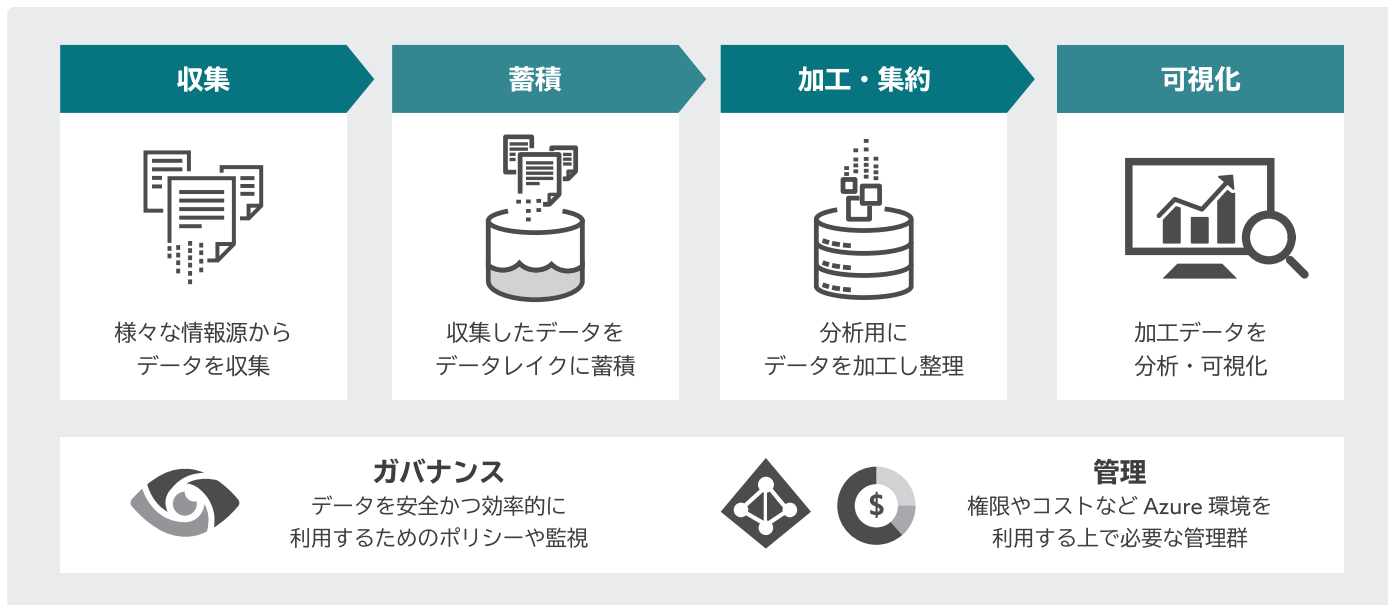 収集
蓄積
加工・集約
可視化
様々な情報源から
データを収集
収集したデータを
データレイクに蓄積
分析用に
データを加工し整理
加工データを
分析・可視化
ガバナンス
データを安全かつ効率的に
利用するためのポリシーや監視
$
管理
権限やコストなど Azure 環境を
利用する上で必要な管理群